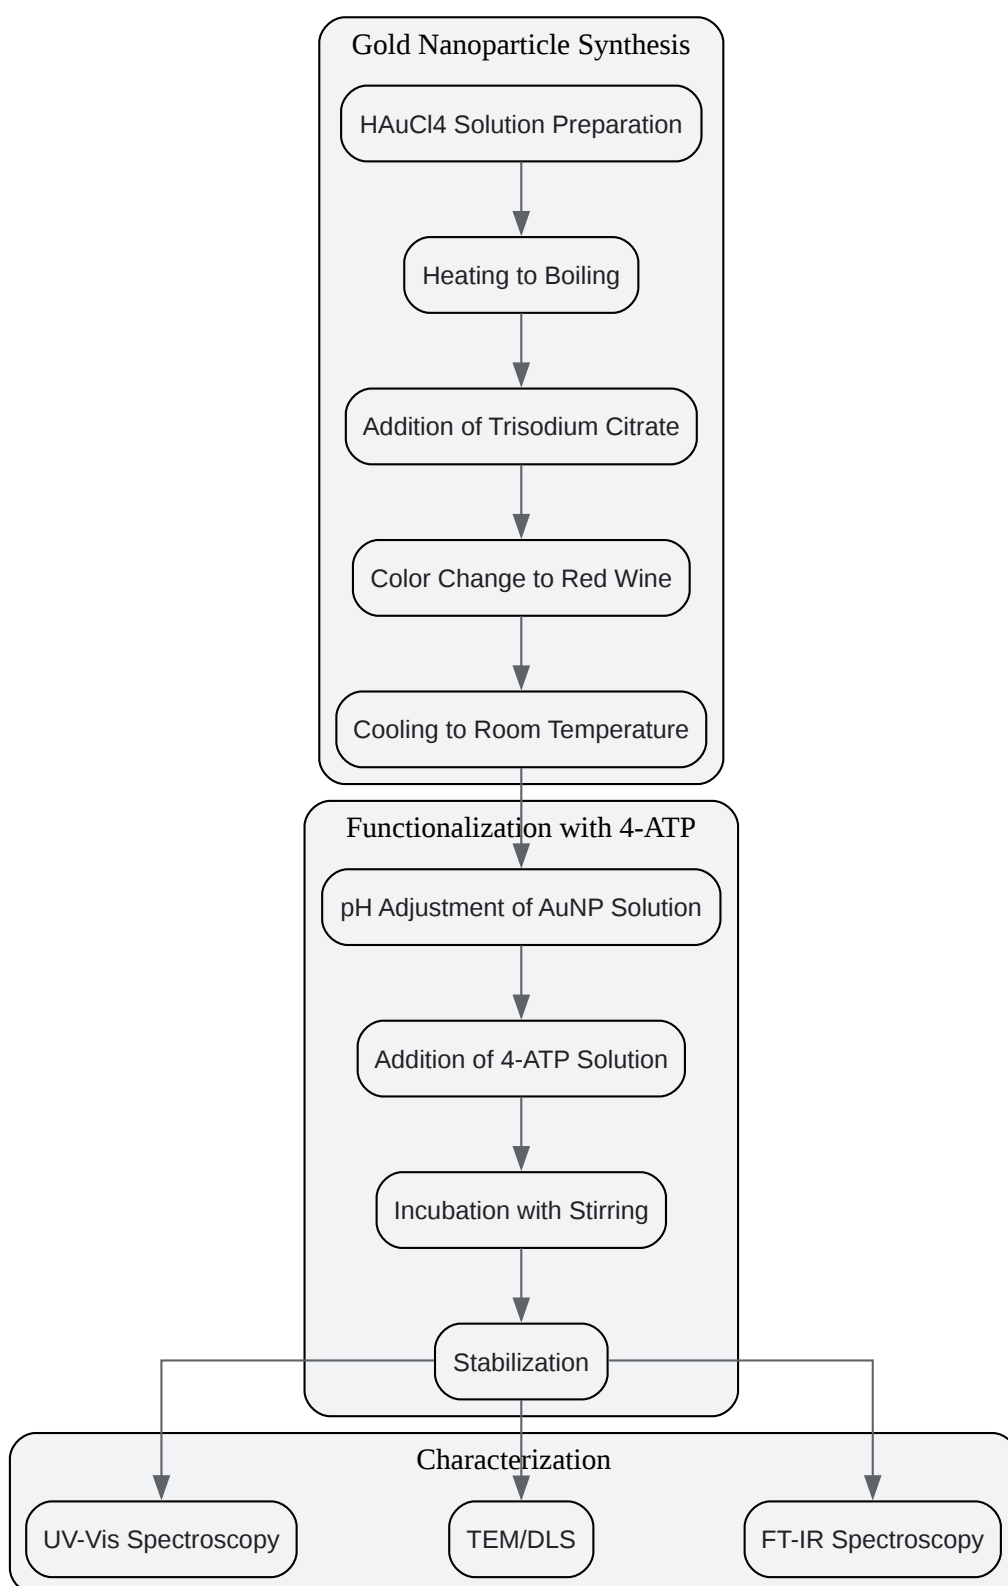 Gold Nanoparticle Synthesis
HAuCl4 Solution Preparation
Heating to Boiling
Addition of Trisodium Citrate
Color Change to Red Wine
Cooling to Room Temperature
Functionalization with 4-ATP
pH Adjustment of AuNP Solution
Addition of 4-ATP Solution
Incubation with Stirring
Stabilization
Characterization
UV-Vis Spectroscopy
TEM/DLS
FT-IR Spectroscopy